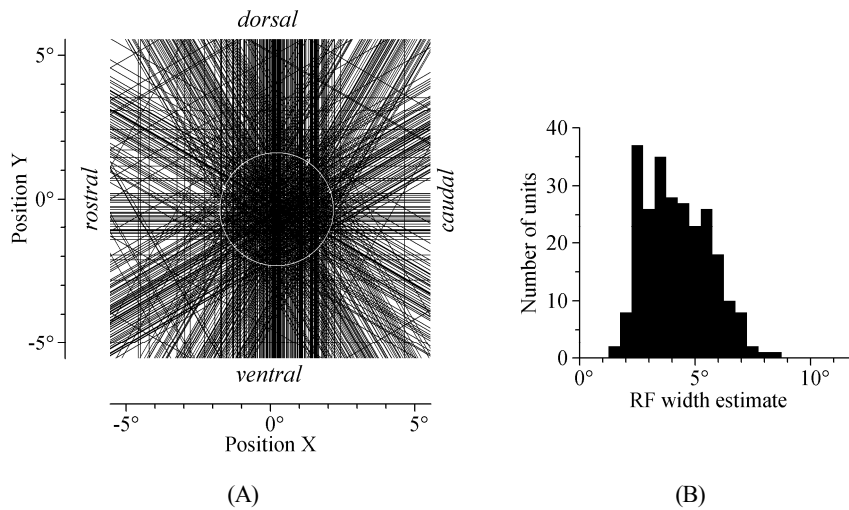 dorsal
5°
0°
-5°
Position Y
rostral
caudal
ventral
-5°
0°
5°
Position X
(A)
40
30
20
10
0
Number of units
0°
5°
10°
RF width estimate
(B)